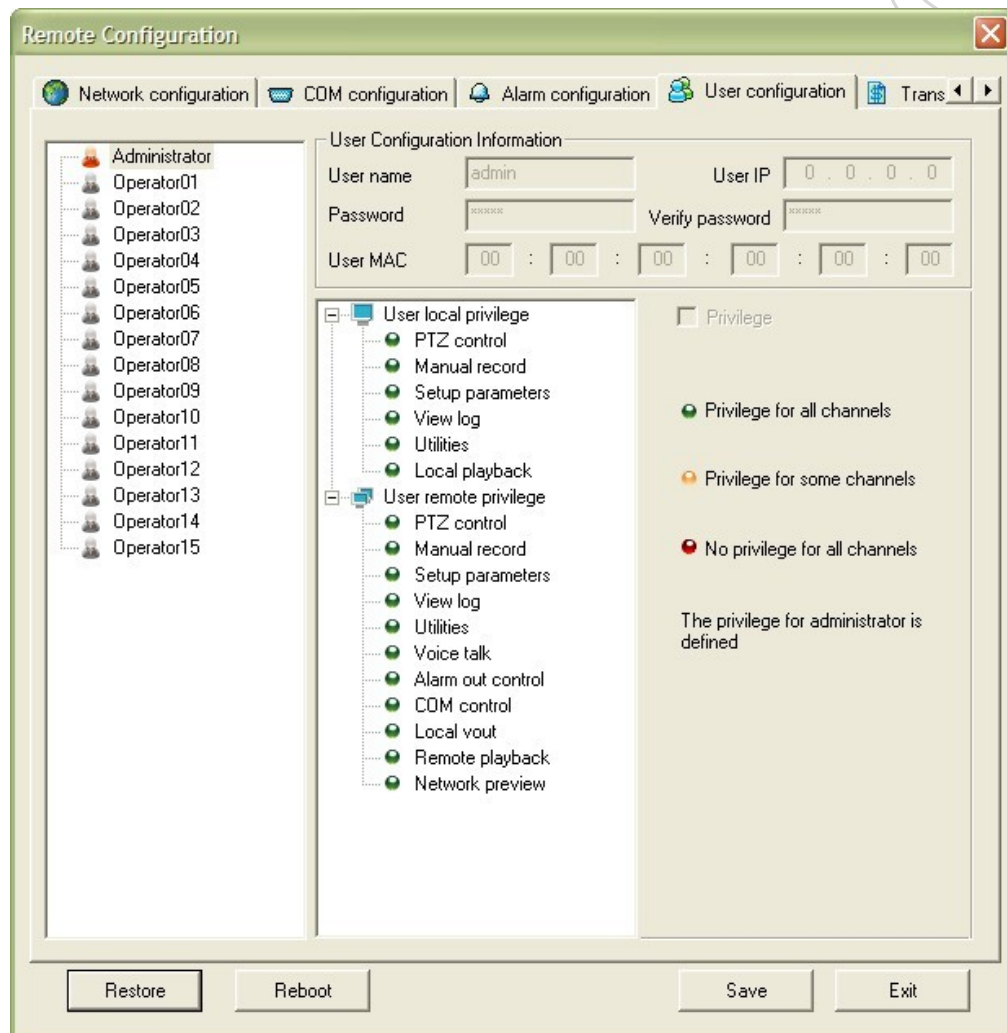 Remote Configuration
Network configuration
COM configuration
Alarm configuration
User configuration
Trans
Administrator
Operator01
Operator02
Operator03
Operator04
Operator05
Operator06
Operator07
Operator08
Operator09
Operator10
Operator11
Operator12
Operator13
Operator14
Operator15
User Configuration Information
User name admin User IP 0 . 0 . 0 . 0
Password ***** Verify password *****
User MAC 00 : 00 : 00 : 00 : 00 : 00
User local privilege
PTZ control
Manual record
Setup parameters
View log
Utilities
Local playback
User remote privilege
PTZ control
Manual record
Setup parameters
View log
Utilities
Voice talk
Alarm out control
COM control
Local vout
Remote playback
Network preview
Privilege
Privilege for all channels
Privilege for some channels
No privilege for all channels
The privilege for administrator is
defined
Restore
Reboot
Save
Exit